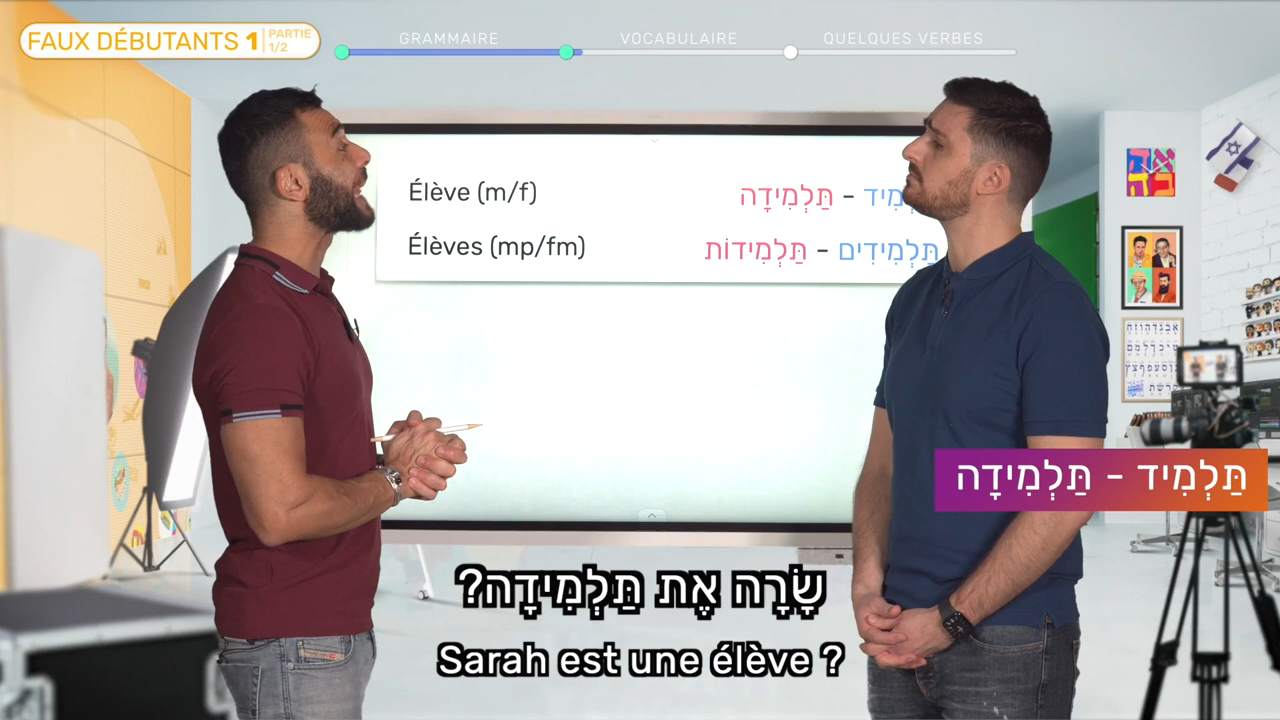 FAUX DÉBUTANTS 1 PARTIE 1/2
GRAMMAIRE VOCABULAIRE QUELQUES VERBES
Élève (m/f)
תַּלְמִידָה -
Élèves (mp/fm)
תַּלְמִידִים - תַּלְמִידוֹת
תַּלְמִיד - תַּלְמִידָה
שָׂרָה אֶת תַּלְמִידָה?
Sarah est une élève ?